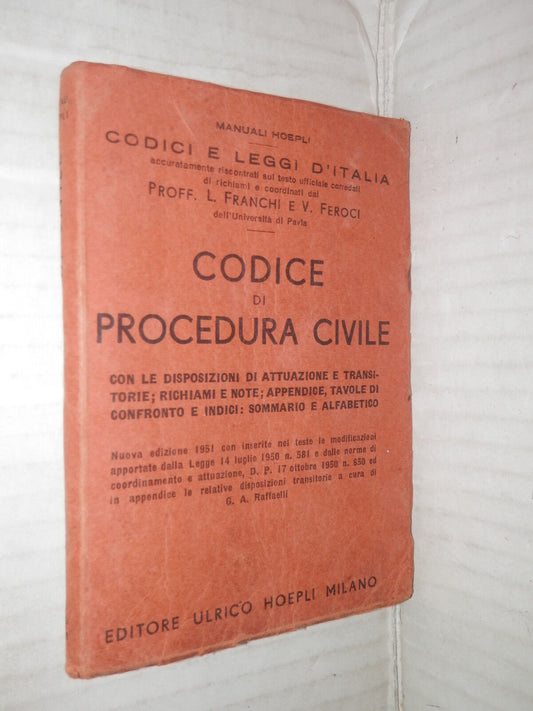 MANUALI HOEPLI
CODICI E LEGGI D'ITALIA
accuratamente riscontrati sul testo ufficiale corredati
di richiami e coordinati dai
PROFF. L. FRANCHI E V. FEROCI
dell'Università di Pavia
CODICE
DI
PROCEDURA CIVILE
CON LE DISPOSIZIONI DI ATTUAZIONE E TRANSI-
TORIE; RICHIAMI E NOTE; APPENDICE, TAVOLE DI
CONFRONTO E INDICI: SOMMARIO E ALFABETICO
Nuova edizione 1951 con inserite nel testo le modificazioni
apportate dalla Legge 14 luglio 1950 n. 581 e dalle norme di
coordinamento e attuazione, D. P. 17 ottobre 1950 n. 850 ed
in appendice le relative disposizioni transitorie a cura di
G. A. Raffaelli
EDITORE ULRICO HOEPLI MILANO